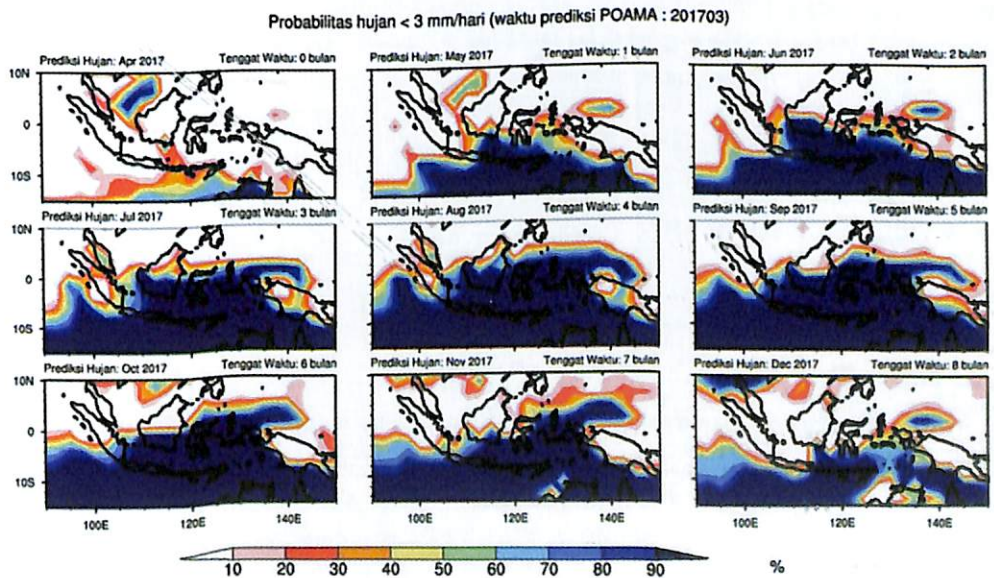 Probabilitas hujan < 3 mm/hari (waktu prediksi POAMA : 201703)
Prediksi Hujan: Apr 2017 Tenggat Waktu: 0 bulan
Prediksi Hujan: May 2017 Tenggat Waktu: 1 bulan
Prediksi Hujan: Jun 2017 Tenggat Waktu: 2 bulan
10N
0
10S
Prediksi Hujan: Jul 2017 Tenggat Waktu: 3 bulan
Prediksi Hujan: Aug 2017 Tenggat Waktu: 4 bulan
Prediksi Hujan: Sep 2017 Tenggat Waktu: 5 bulan
10N
0
10S
Prediksi Hujan: Oct 2017 Tenggat Waktu: 6 bulan
Prediksi Hujan: Nov 2017 Tenggat Waktu: 7 bulan
Prediksi Hujan: Dec 2017 Tenggat Waktu: 8 bulan
10N
0
10S
100E 120E 140E 100E 120E 140E 100E 120E 140E
10 20 30 40 50 60 70 80 90 %